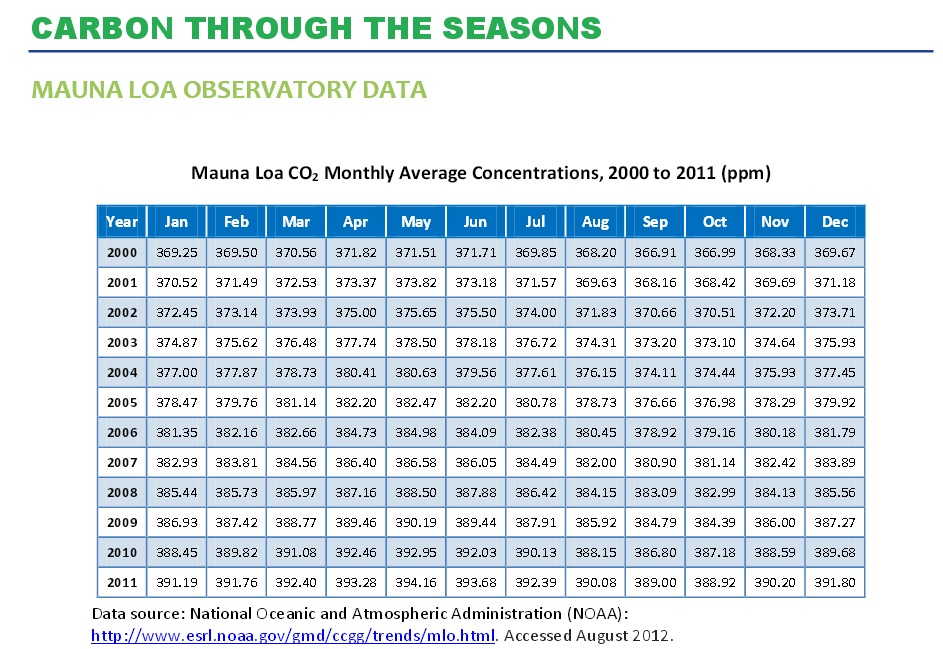 CARBON THROUGH THE SEASONS
MAUNA LOA OBSERVATORY DATA
Mauna Loa CO₂ Monthly Average Concentrations, 2000 to 2011 (ppm)
Year Jan Feb Mar Apr May Jun Jul Aug Sep Oct Nov Dec
2000 369.25 369.50 370.56 371.82 371.51 371.71 369.85 368.20 366.91 366.99 368.33 369.67
2001 370.52 371.49 372.53 373.37 373.82 373.18 371.57 369.63 368.16 368.42 369.69 371.18
2002 372.45 373.14 373.93 375.00 375.65 375.50 374.00 371.83 370.66 370.51 372.20 373.71
2003 374.87 375.62 376.48 377.74 378.50 378.18 376.72 374.31 373.20 373.10 374.64 375.93
2004 377.00 377.87 378.73 380.41 380.63 379.56 377.61 376.15 374.11 374.44 375.93 377.45
2005 378.47 379.76 381.14 382.20 382.47 382.20 380.78 378.73 376.66 376.98 378.29 379.92
2006 381.35 382.16 382.66 384.73 384.98 384.09 382.38 380.45 378.92 379.16 380.18 381.79
2007 382.93 383.81 384.56 386.40 386.58 386.05 384.49 382.00 380.90 381.14 382.42 383.89
2008 385.44 385.73 385.97 387.16 388.50 387.88 386.42 384.15 383.09 382.99 384.13 385.56
2009 386.93 387.42 388.77 389.46 390.19 389.44 387.91 385.92 384.79 384.39 386.00 387.27
2010 388.45 389.82 391.08 392.46 392.95 392.03 390.13 388.15 386.80 387.18 388.59 389.68
2011 391.19 391.76 392.40 393.28 394.16 393.68 392.39 390.08 389.00 388.92 390.20 391.80
Data source: National Oceanic and Atmospheric Administration (NOAA):
http://www.esrl.noaa.gov/gmd/ccgg/trends/mlo.html. Accessed August 2012.